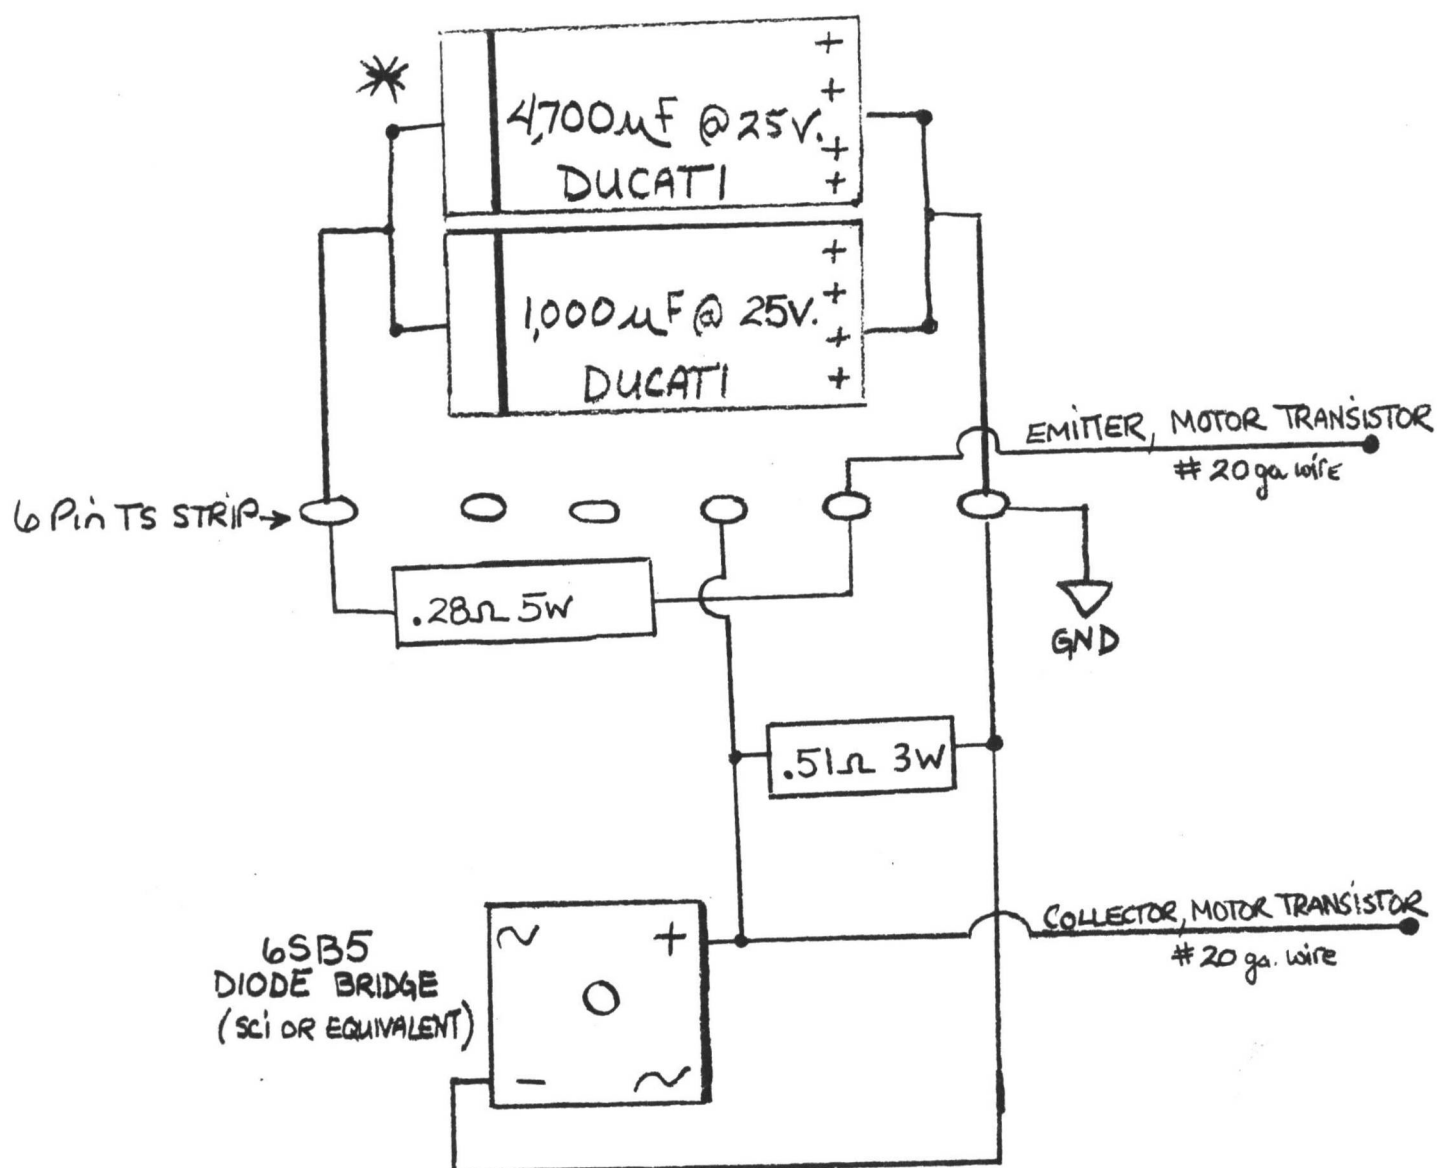 4,700µF @ 25V.
DUCATI
1,000µF @ 25V.
DUCATI
EMITTER, MOTOR TRANSISTOR
# 20 ga wire
6 Pin TS STRIP→
.28Ω 5W
GND
.51Ω 3W
COLLECTOR, MOTOR TRANSISTOR
# 20 ga. wire
6SB5
DIODE BRIDGE
(SCI OR EQUIVALENT)
~ +
- ~